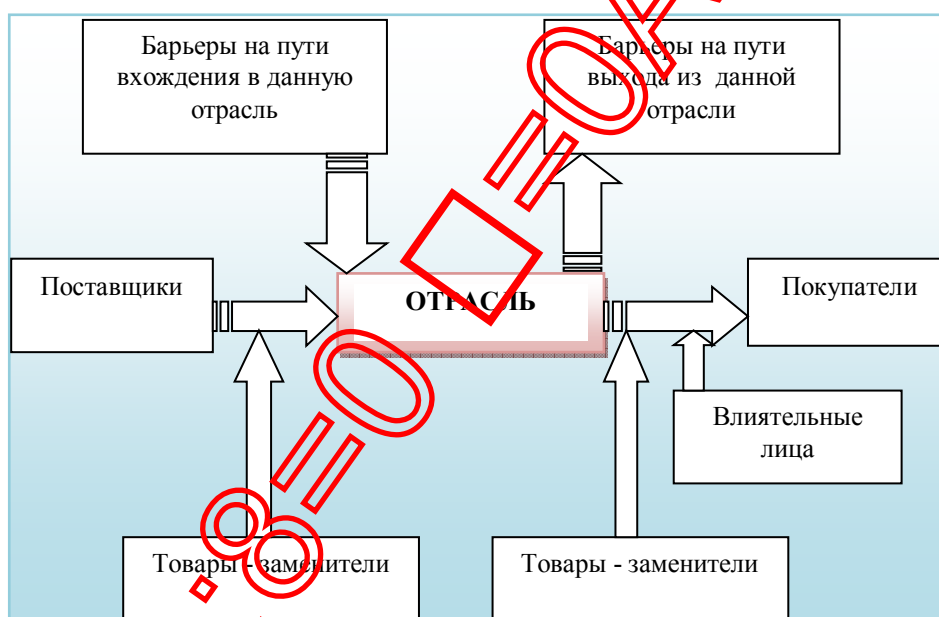 Барьеры на пути
вхождения в данную
отрасль
Барьеры на пути
выхода из данной
отрасли
Поставщики
ОТРАСЛЬ
Покупатели
Влиятельные
лица
Товары - заменители
Товары - заменители